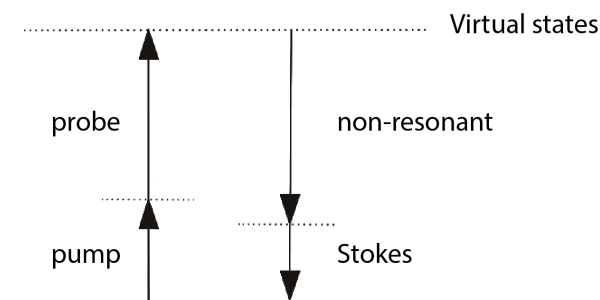 Virtual states
probe
non-resonant
pump
Stokes